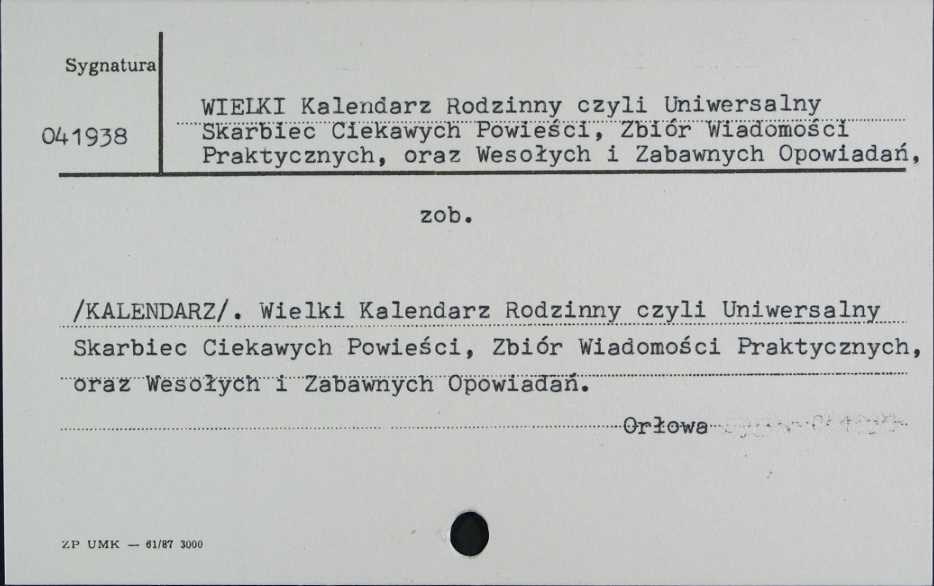 Sygnatura
041938
WIELKI Kalendarz Rodzinny czyli Uniwersalny
Skarbiec Ciekawych Powieści, Zbiór Wiadomości
Praktycznych, oraz Wesołych i Zabawnych Opowiadań,
zob.
/KALENDARZ/. Wielki Kalendarz Rodzinny czyli Uniwersalny
Skarbiec Ciekawych Powieści, Zbiór Wiadomości Praktycznych,
oraz Wesołych i Zabawnych Opowiadań.
Orłowa
ZP UMK — 61/87 3000